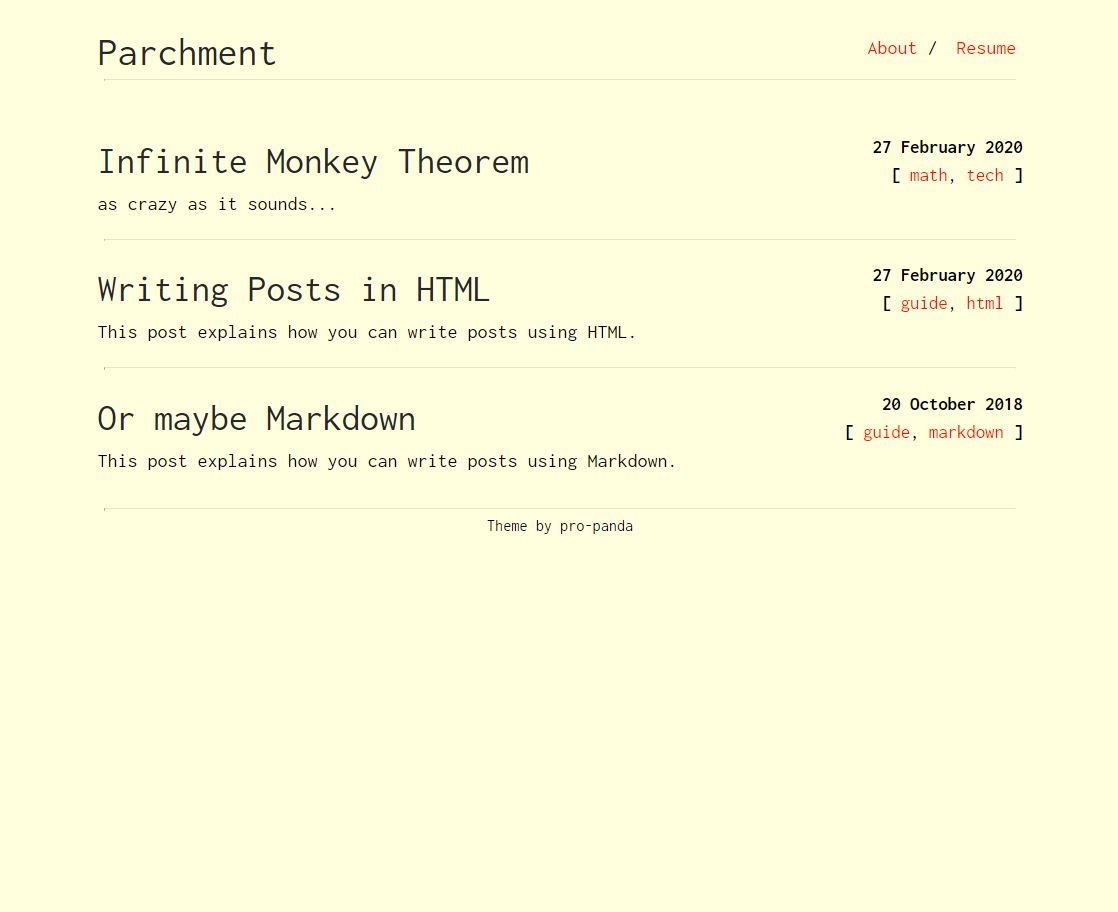 Parchment
About / Resume
Infinite Monkey Theorem
27 February 2020
[ math, tech ]
as crazy as it sounds...
Writing Posts in HTML
27 February 2020
[ guide, html ]
This post explains how you can write posts using HTML.
Or maybe Markdown
20 October 2018
[ guide, markdown ]
This post explains how you can write posts using Markdown.
Theme by pro-panda